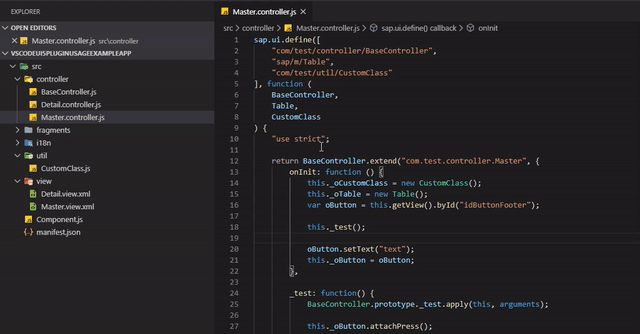 EXPLORER
OPEN EDITORS
Master.controller.js src\controller
VSCODEUI5PLUGINUSAGEEXAMPLEAPP
src
controller
BaseController.js
Detail.controller.js
Master.controller.js
fragments
i18n
util
CustomClass.js
view
Detail.view.xml
Master.view.xml
Component.js
manifest.json
Master.controller.js
src › controller › Master.controller.js › sap.ui.define() callback › onInit
1 sap.ui.define([
2 "com/test/controller/BaseController",
3 "sap/m/Table",
4 "com/test/util/CustomClass"
5 ], function (
6 BaseController,
7 Table,
8 CustomClass
9 ) {
10 "use strict";
11
12 return BaseController.extend("com.test.controller.Master", {
13 onInit: function () {
14 this._oCustomClass = new CustomClass();
15 this._oTable = new Table();
16 var oButton = this.getView().byId("idButtonFooter");
17
18 this._test();
19
20 oButton.setText("text");
21 this._oButton = oButton;
22 },
23
24 _test: function() {
25 BaseController.prototype._test.apply(this, arguments);
26
27 this._oButton.attachPress();